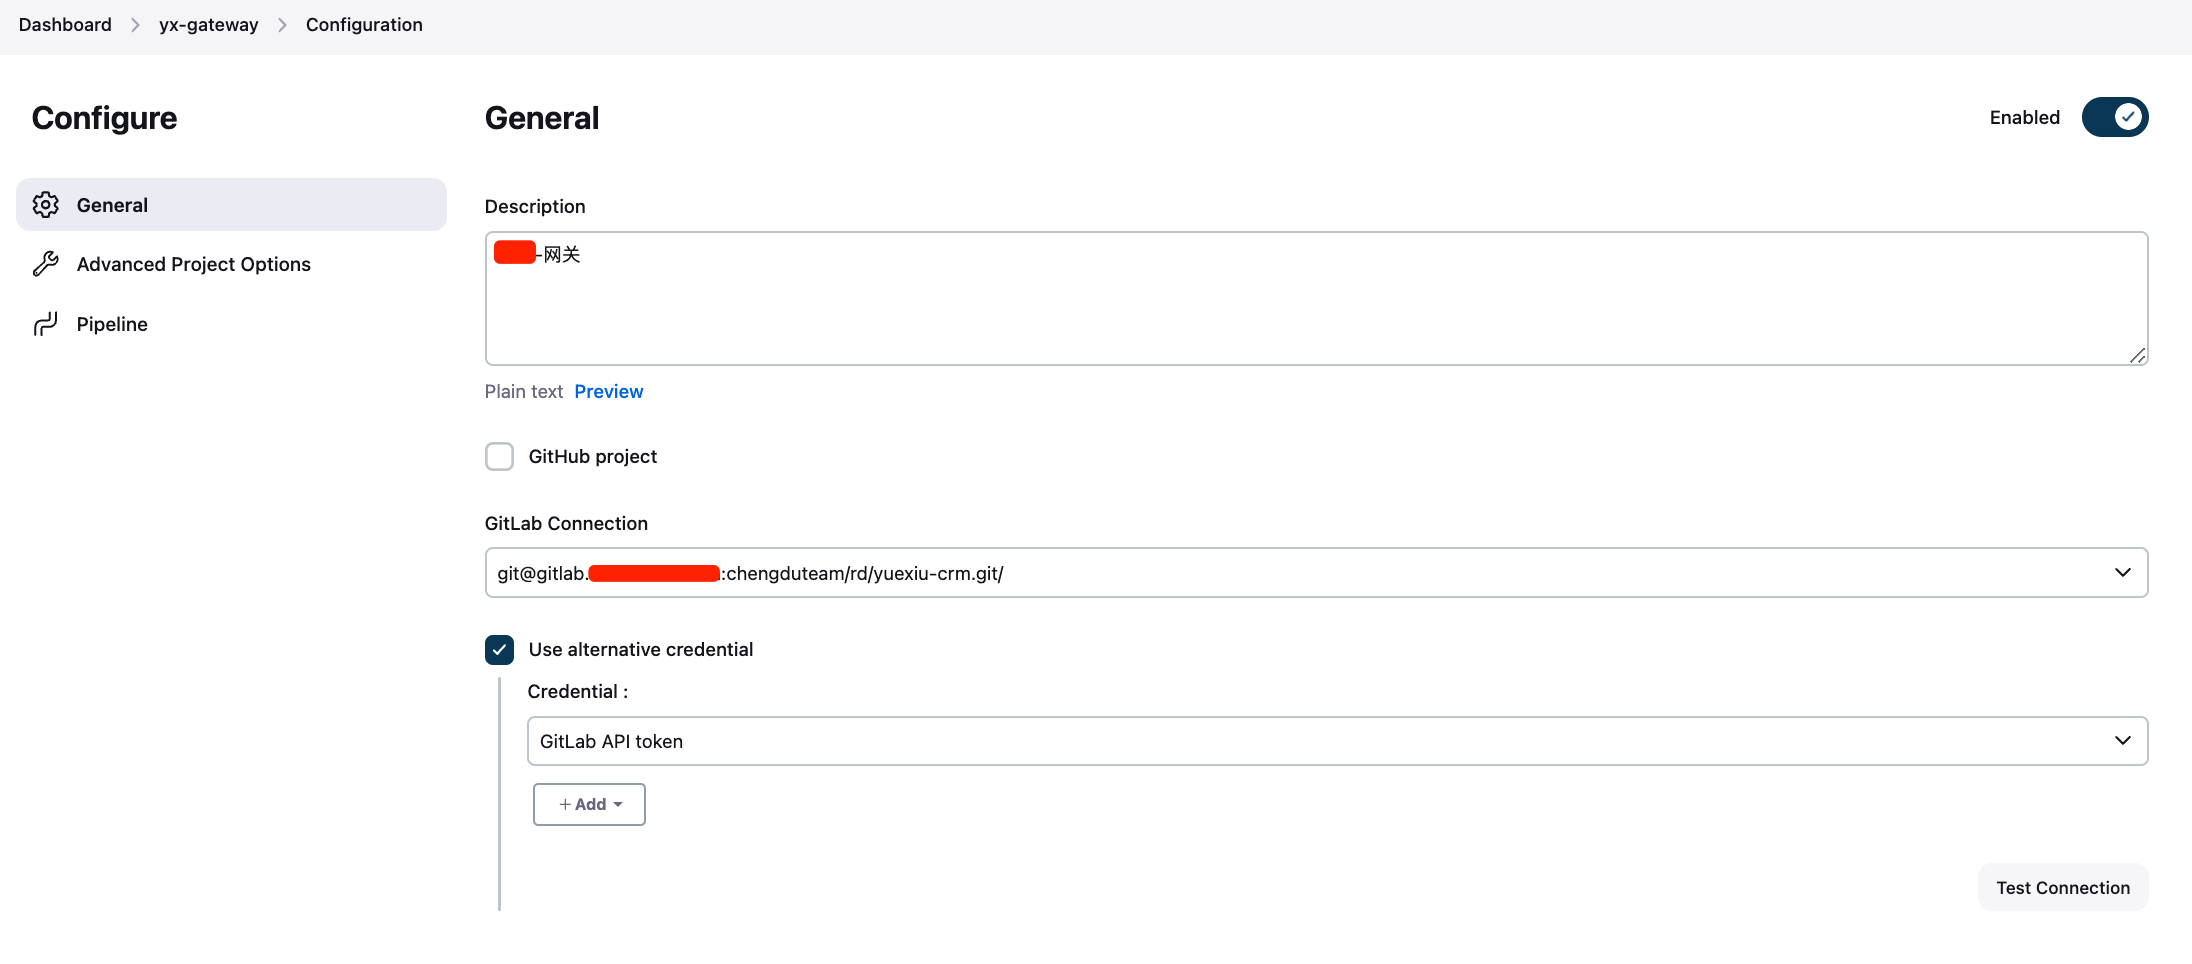 Dashboard > yx-gateway > Configuration
Configure
General
Advanced Project Options
Pipeline
General
Enabled
Description
-网关
Plain text Preview
GitHub project
GitLab Connection
git@gitlab.:chengduteam/rd/yuexiu-crm.git/
Use alternative credential
Credential :
GitLab API token
+ Add
Test Connection